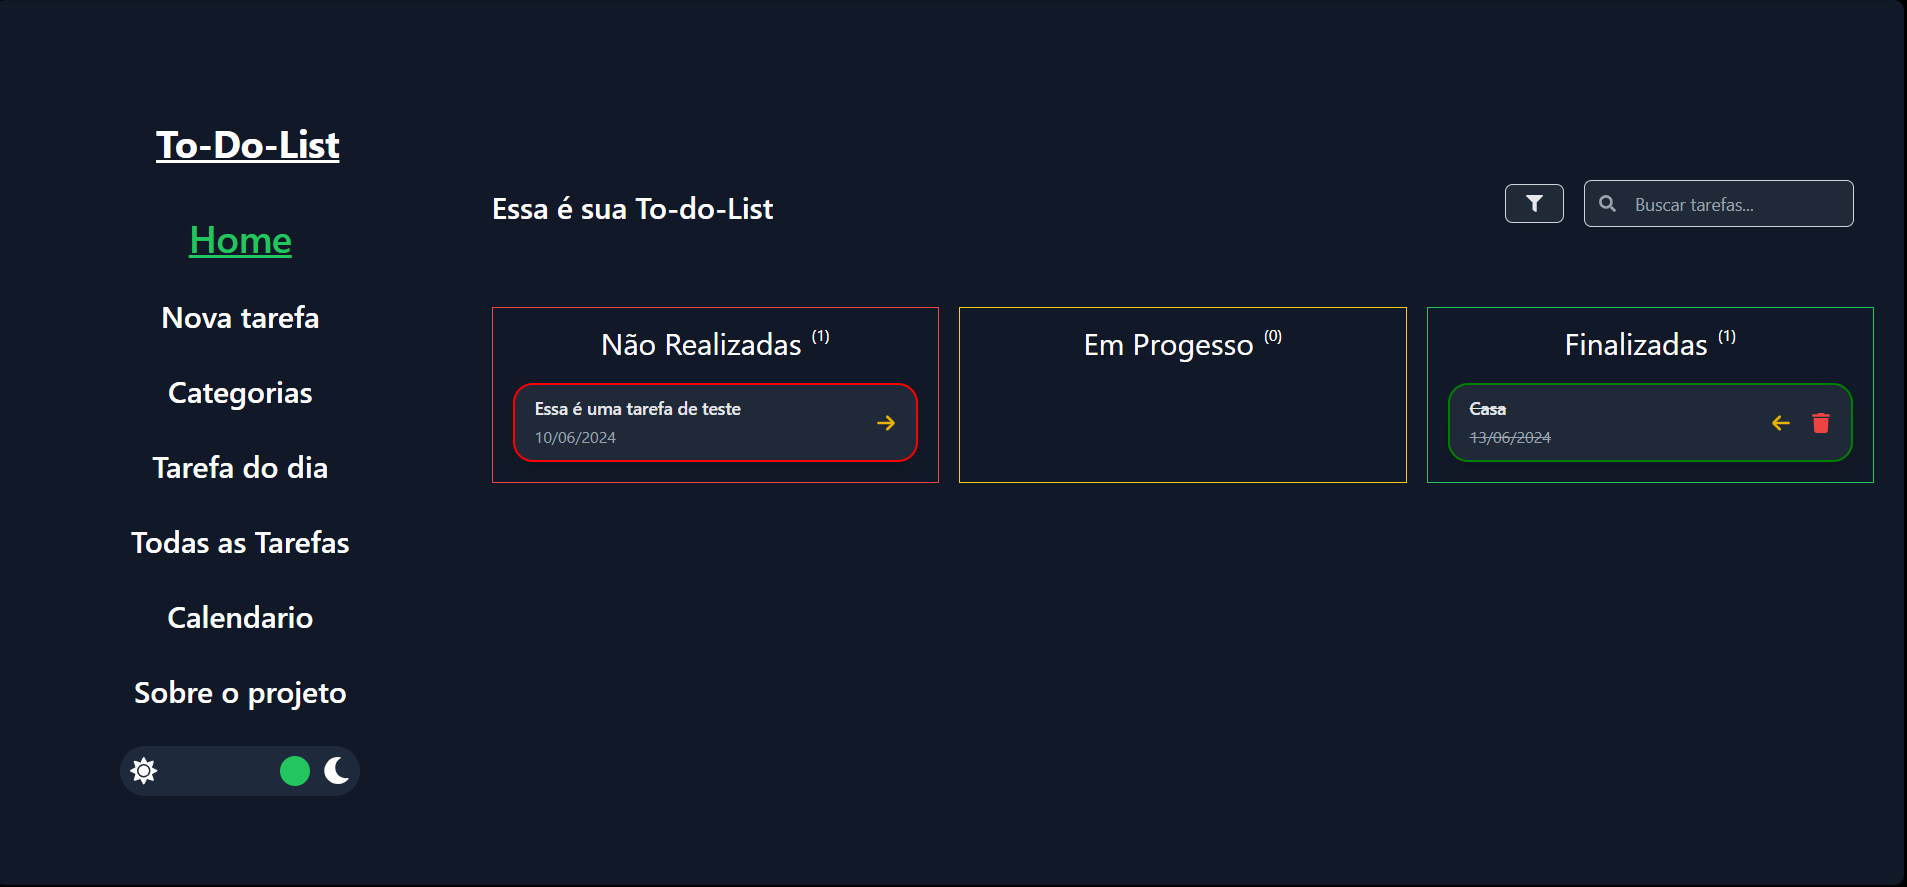 To-Do-List
Home
Nova tarefa
Categorias
Tarefa do dia
Todas as Tarefas
Calendario
Sobre o projeto
Essa é sua To-do-List
Buscar tarefas...
Não Realizadas (1)
Essa é uma tarefa de teste
10/06/2024
Em Progesso (0)
Finalizadas (1)
Casa
13/06/2024